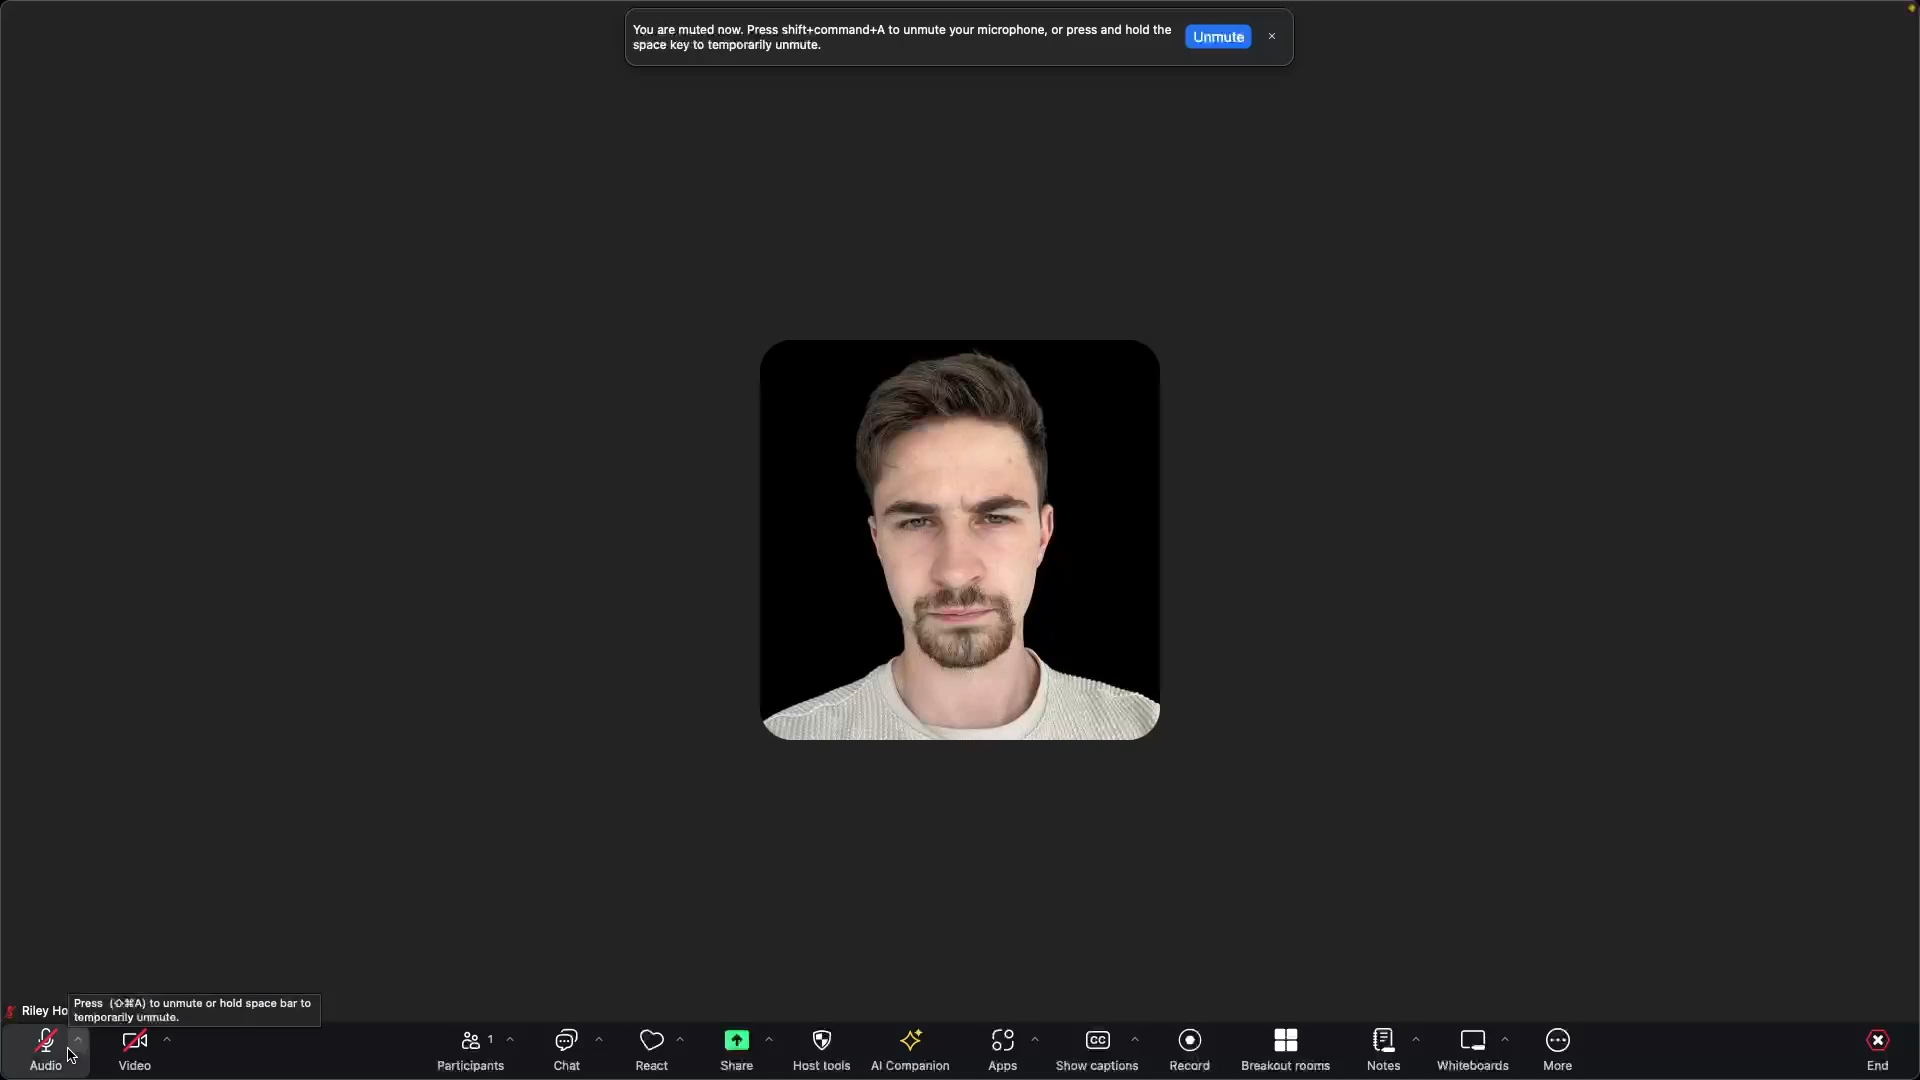 You are muted now. Press shift+command+A to unmute your microphone, or press and hold the
space key to temporarily unmute.
Unmute
Riley Ho
Press (⇧⌘A) to unmute or hold space bar to
temporarily unmute.
1
CC
Audio
Video
Participants
Chat
React
Share
Host tools
AI Companion
Apps
Show captions
Record
Breakout rooms
Notes
Whiteboards
More
End